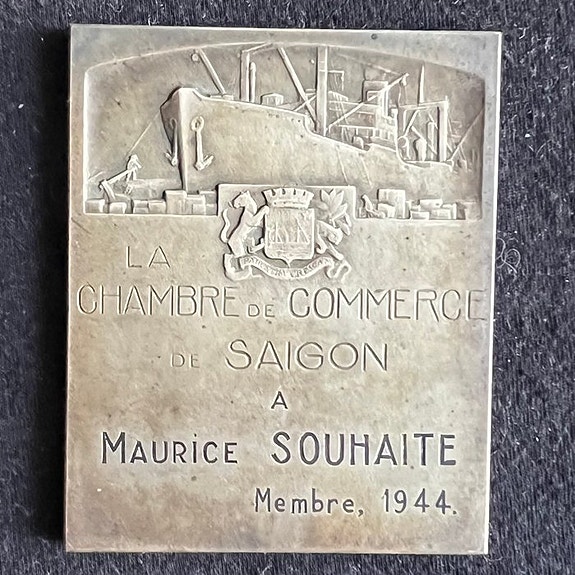 LA
CHAMBRE DE COMMERCE
DE SAIGON
A
MAURICE SOUHAITE
Membre, 1944.